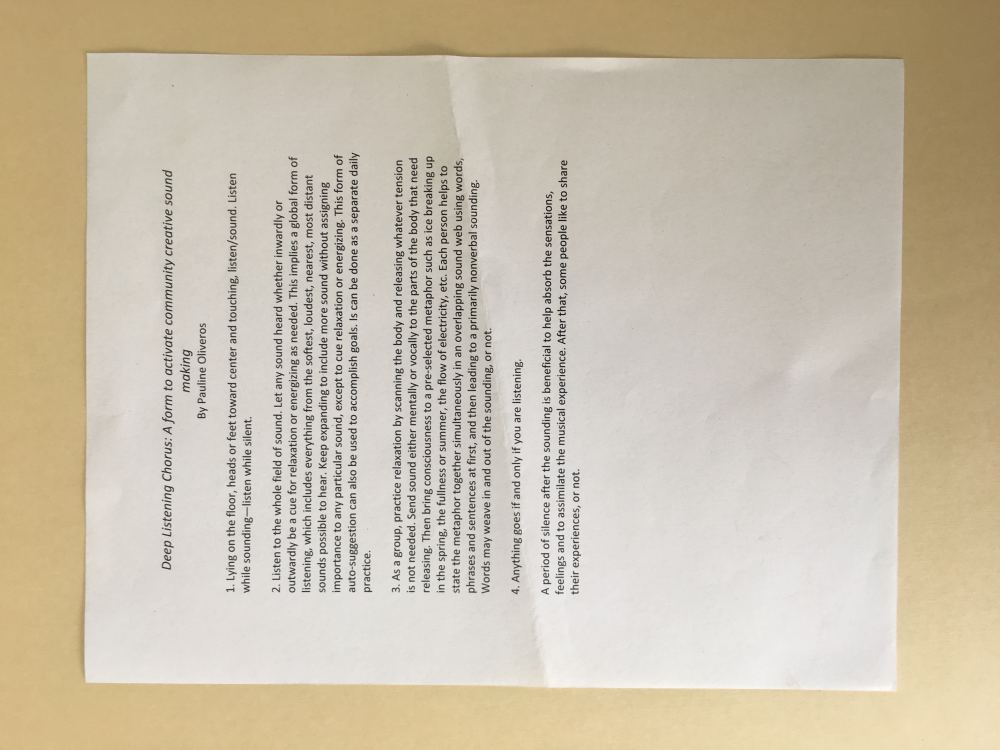 Deep Listening Chorus: A form to activate community creative sound
making
By Pauline Oliveros
1. Lying on the floor, heads or feet toward center and touching, listen/sound. Listen
while sounding—listen while silent.
2. Listen to the whole field of sound. Let any sound heard whether inwardly or
outwardly be a cue for relaxation or energizing as needed. This implies a global form of
listening, which includes everything from the softest, loudest, nearest, most distant
sounds possible to hear. Keep expanding to include more sound without assigning
importance to any particular sound, except to cue relaxation or energizing. This form of
auto-suggestion can also be used to accomplish goals. Is can be done as a separate daily
practice.
3. As a group, practice relaxation by scanning the body and releasing whatever tension
is not needed. Send sound either mentally or vocally to the parts of the body that need
releasing. Then bring consciousness to a pre-selected metaphor such as ice breaking up
in the spring, the fullness or summer, the flow of electricity, etc. Each person helps to
state the metaphor together simultaneously in an overlapping sound web using words,
phrases and sentences at first, and then leading to a primarily nonverbal sounding.
Words may weave in and out of the sounding, or not.
4. Anything goes if and only if you are listening.
A period of silence after the sounding is beneficial to help absorb the sensations,
feelings and to assimilate the musical experience. After that, some people like to share
their experiences, or not.